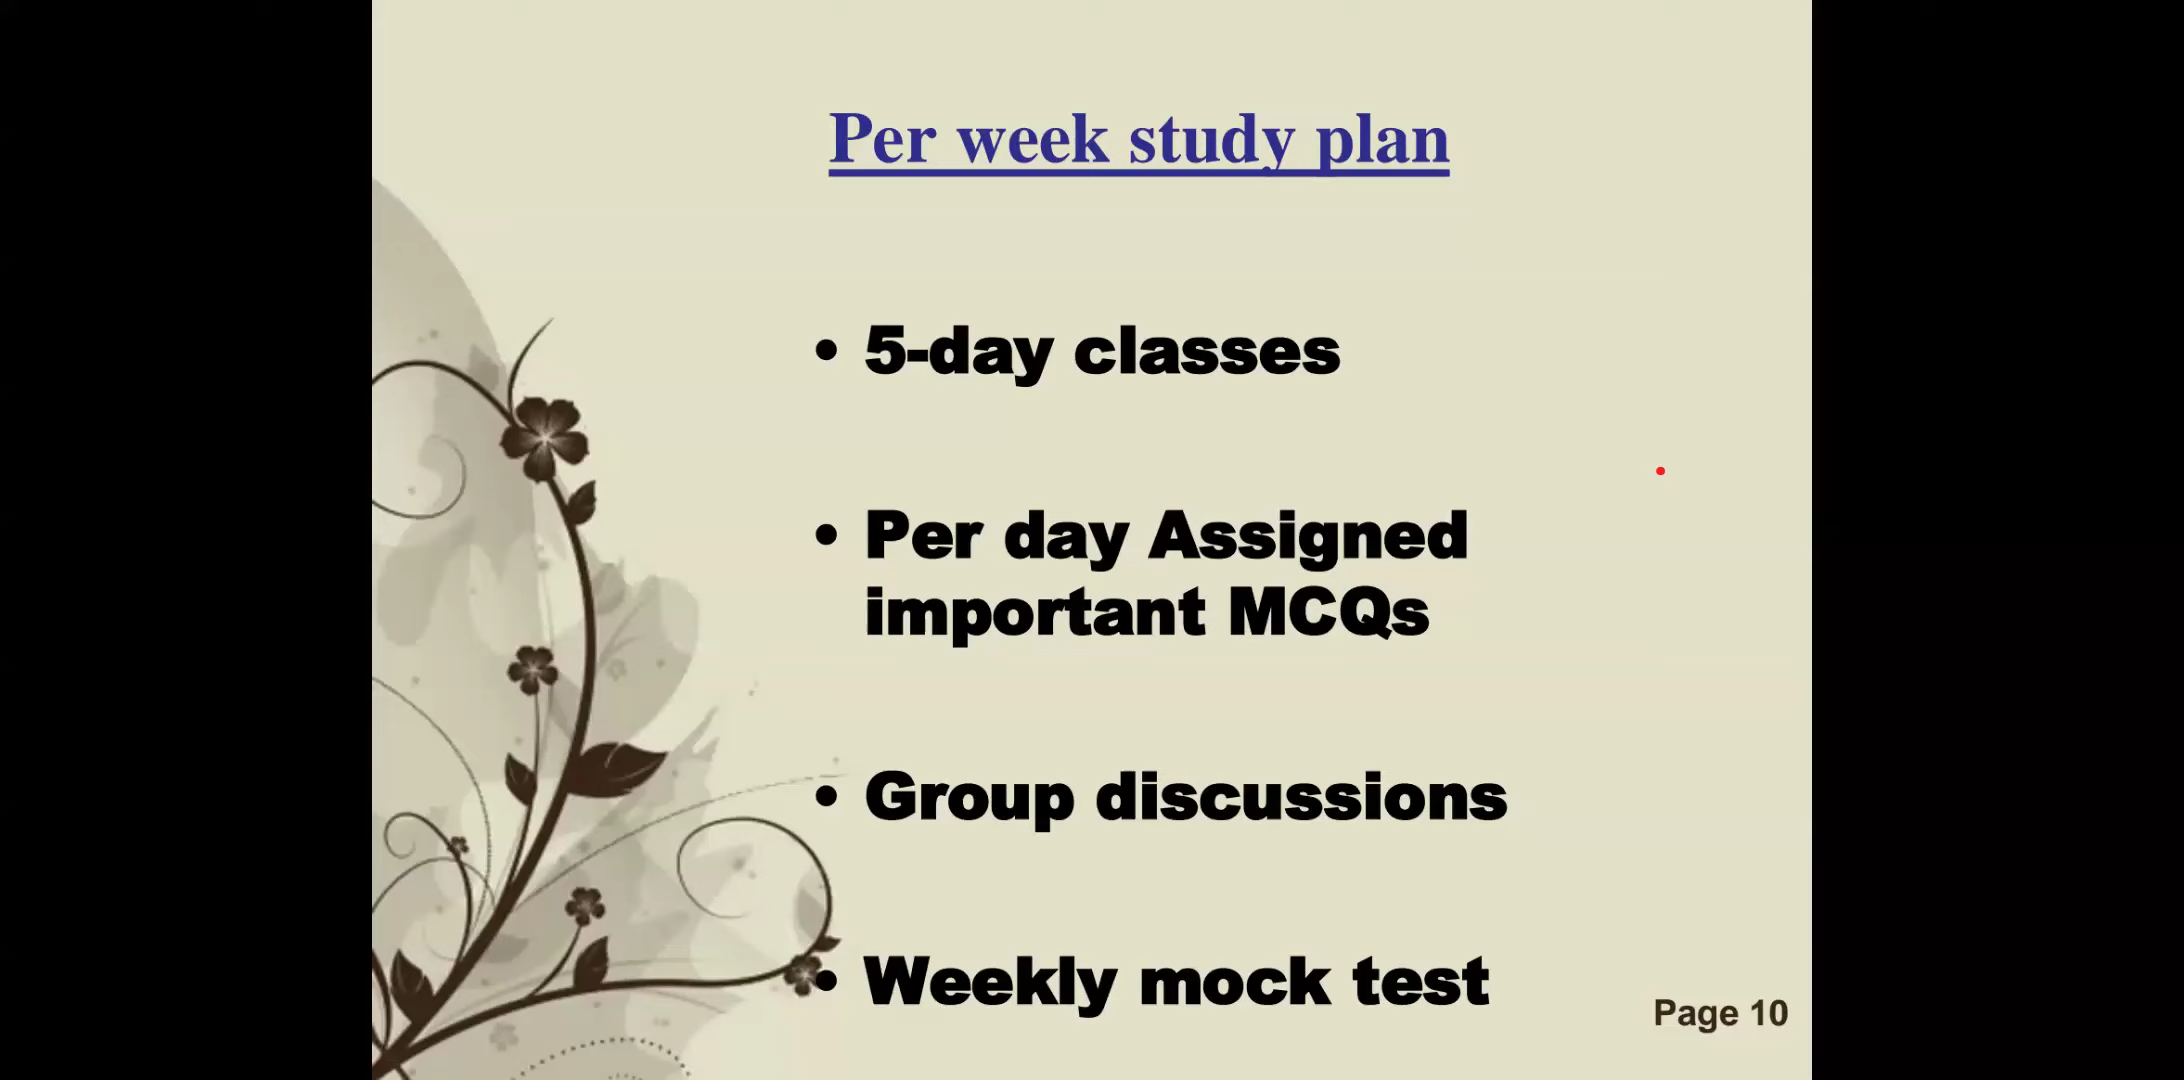 Per week study plan
• 5-day classes
• Per day Assigned
important MCQs
• Group discussions
• Weekly mock test
Page 10